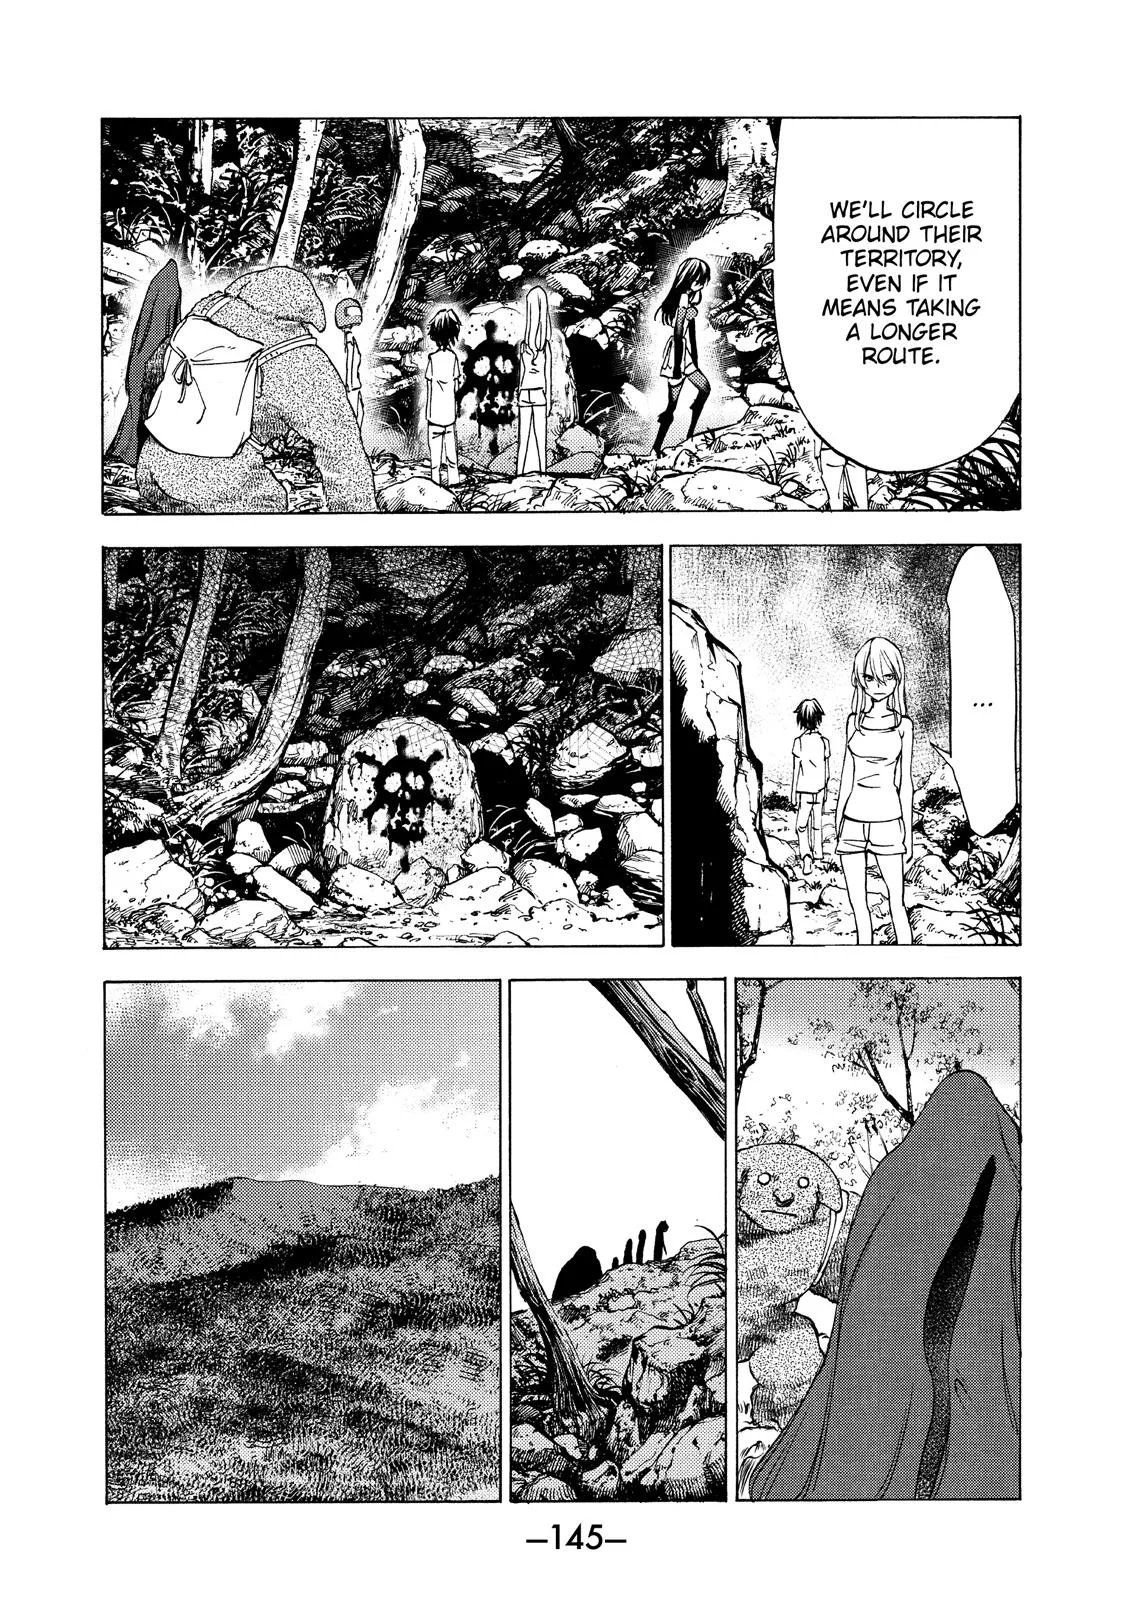 WE'LL CIRCLE
AROUND THEIR
TERRITORY,
EVEN IF IT
MEANS TAKING
A LONGER
ROUTE.
...
—145—